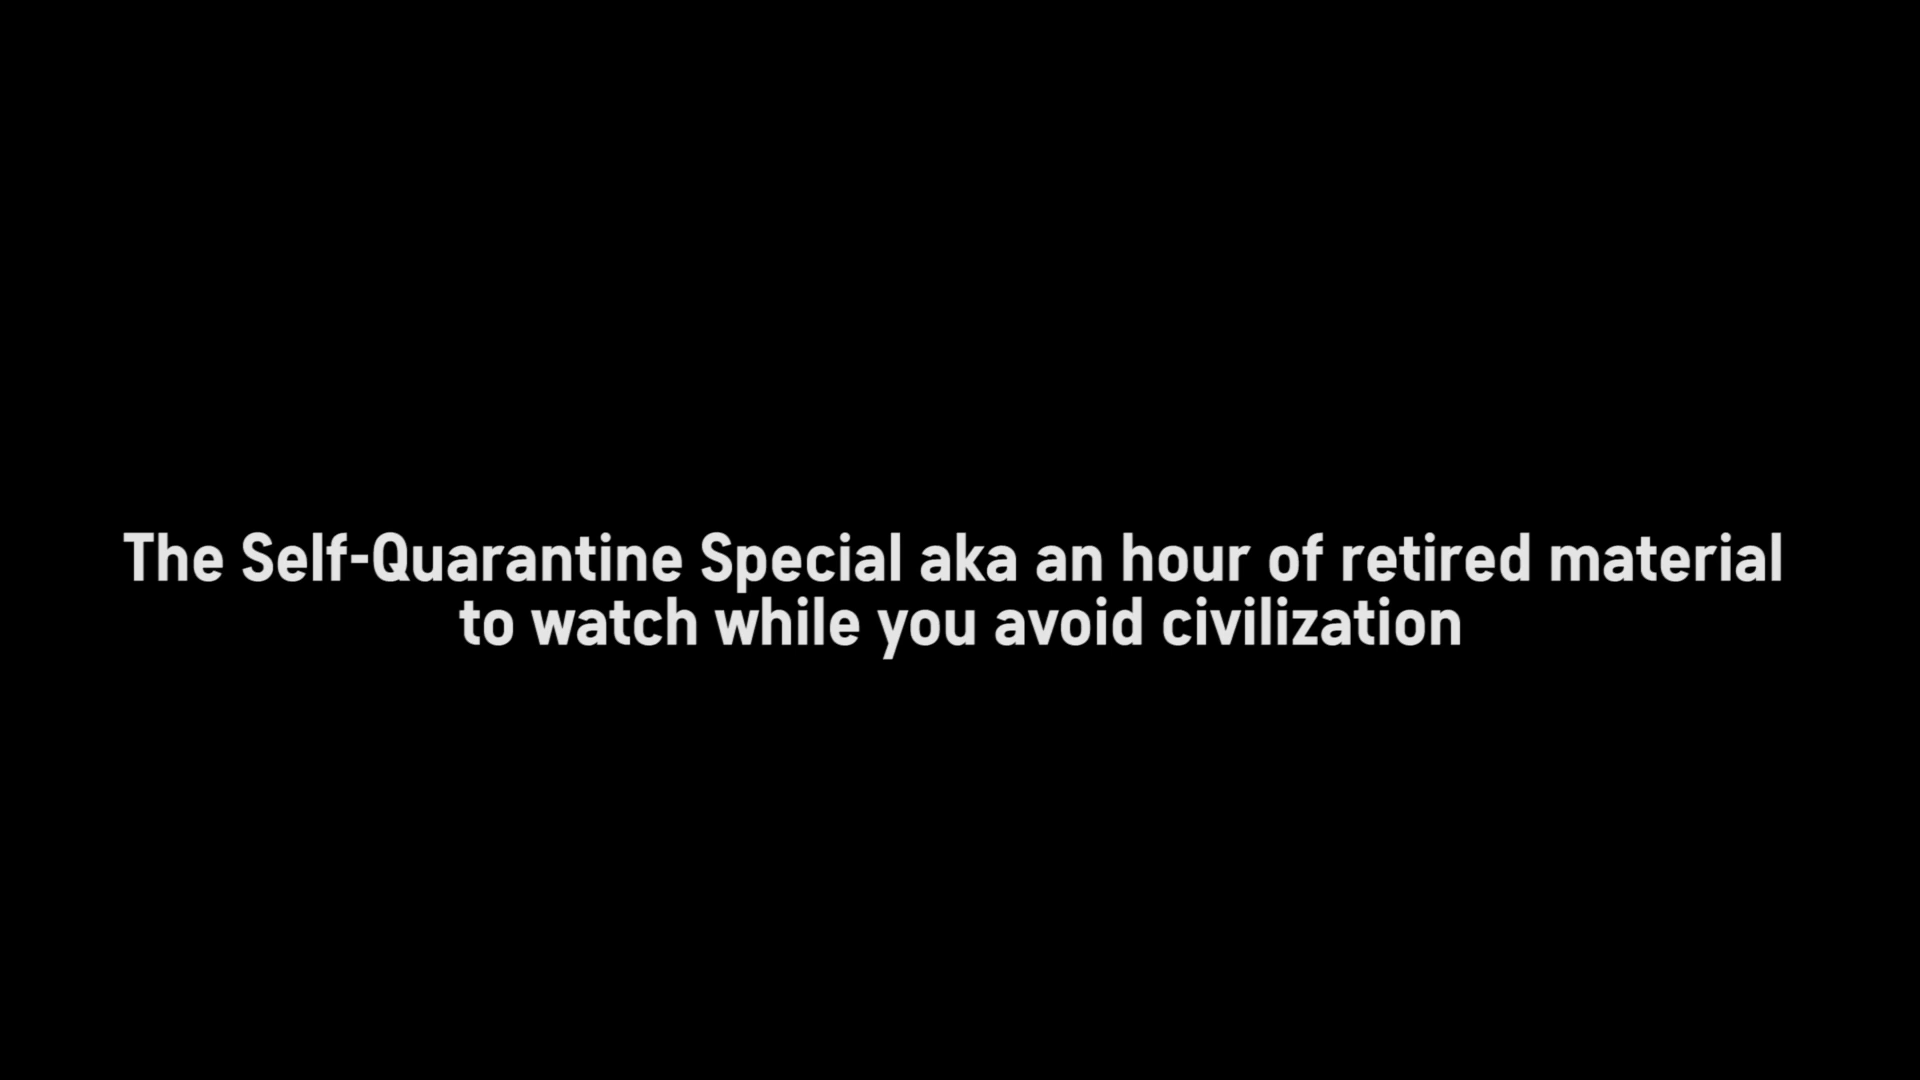 The Self-Quarantine Special aka an hour of retired material
to watch while you avoid civilization